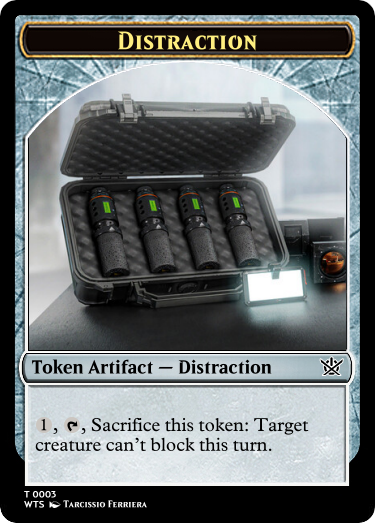 DISTRACTION
Token Artifact — Distraction
1, , Sacrifice this token: Target
creature can't block this turn.
T 0003
WTS TARCISSIO FERRIERA